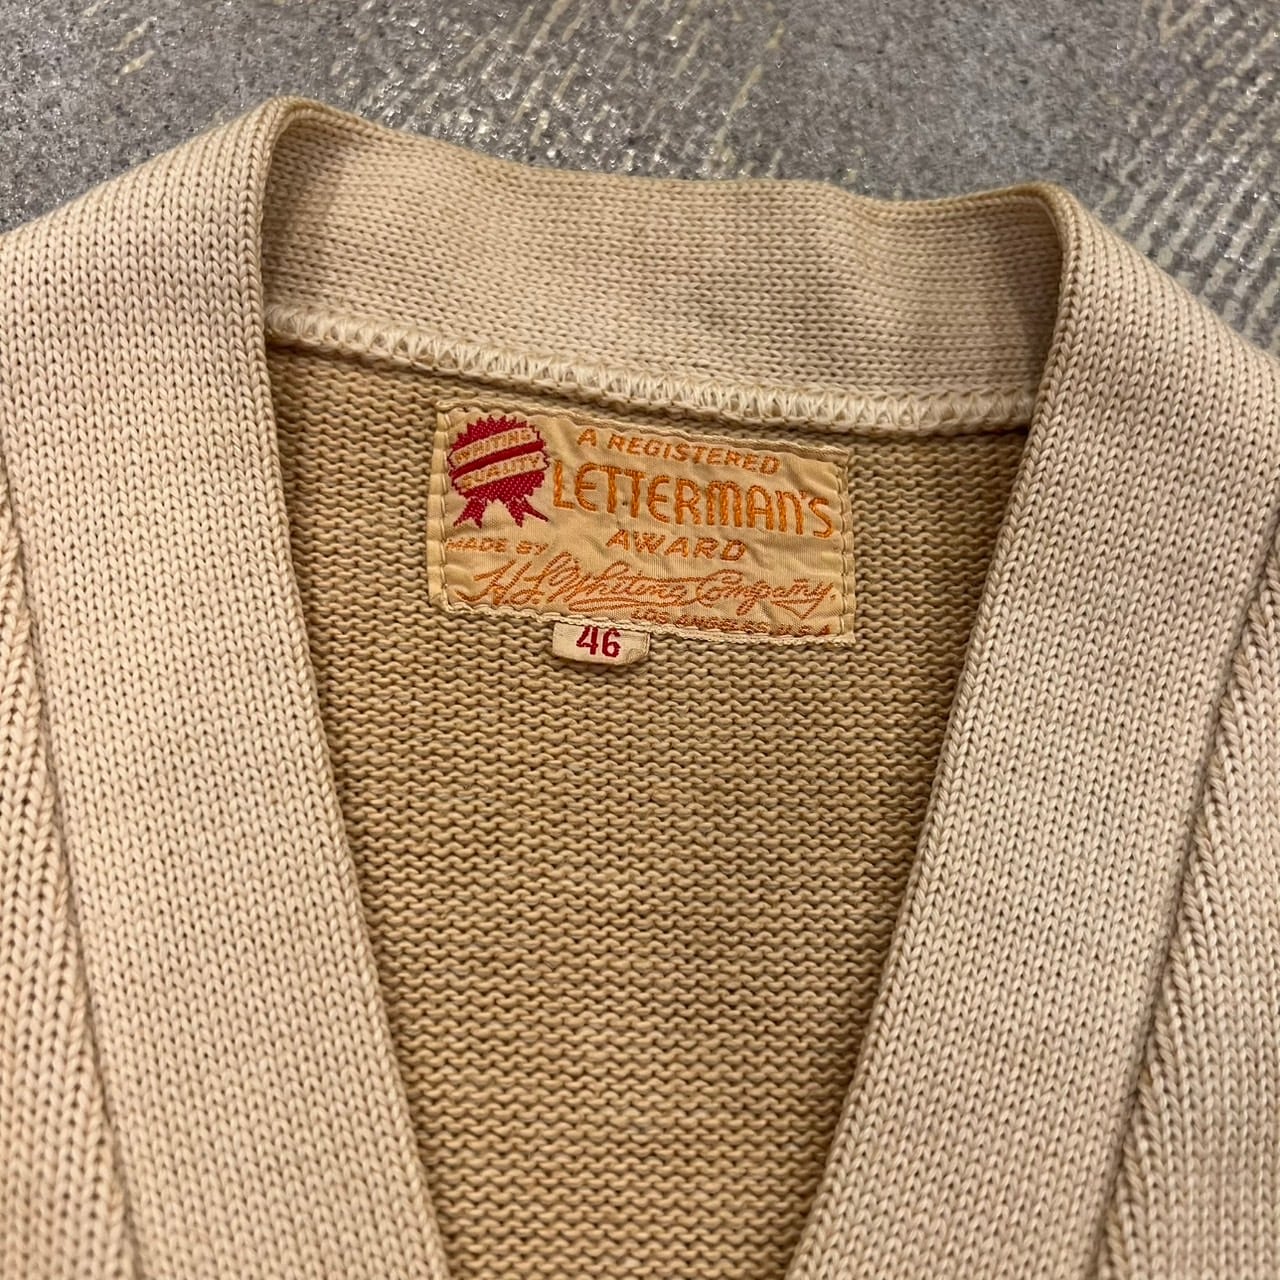 WHITING
QUALITY
A REGISTERED
LETTERMAN'S
AWARD
MADE BY
H L Whiting Company
LOS ANGELES, U.S.A
46